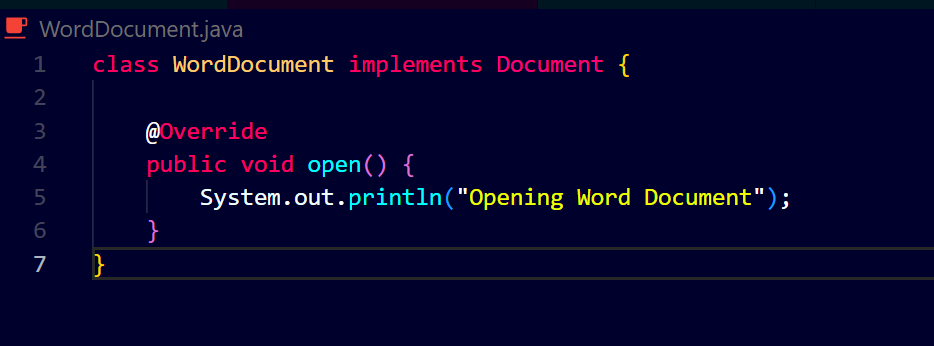 WordDocument.java
1 class WordDocument implements Document {
2
3     @Override
4     public void open() {
5         System.out.println("Opening Word Document");
6     }
7 }